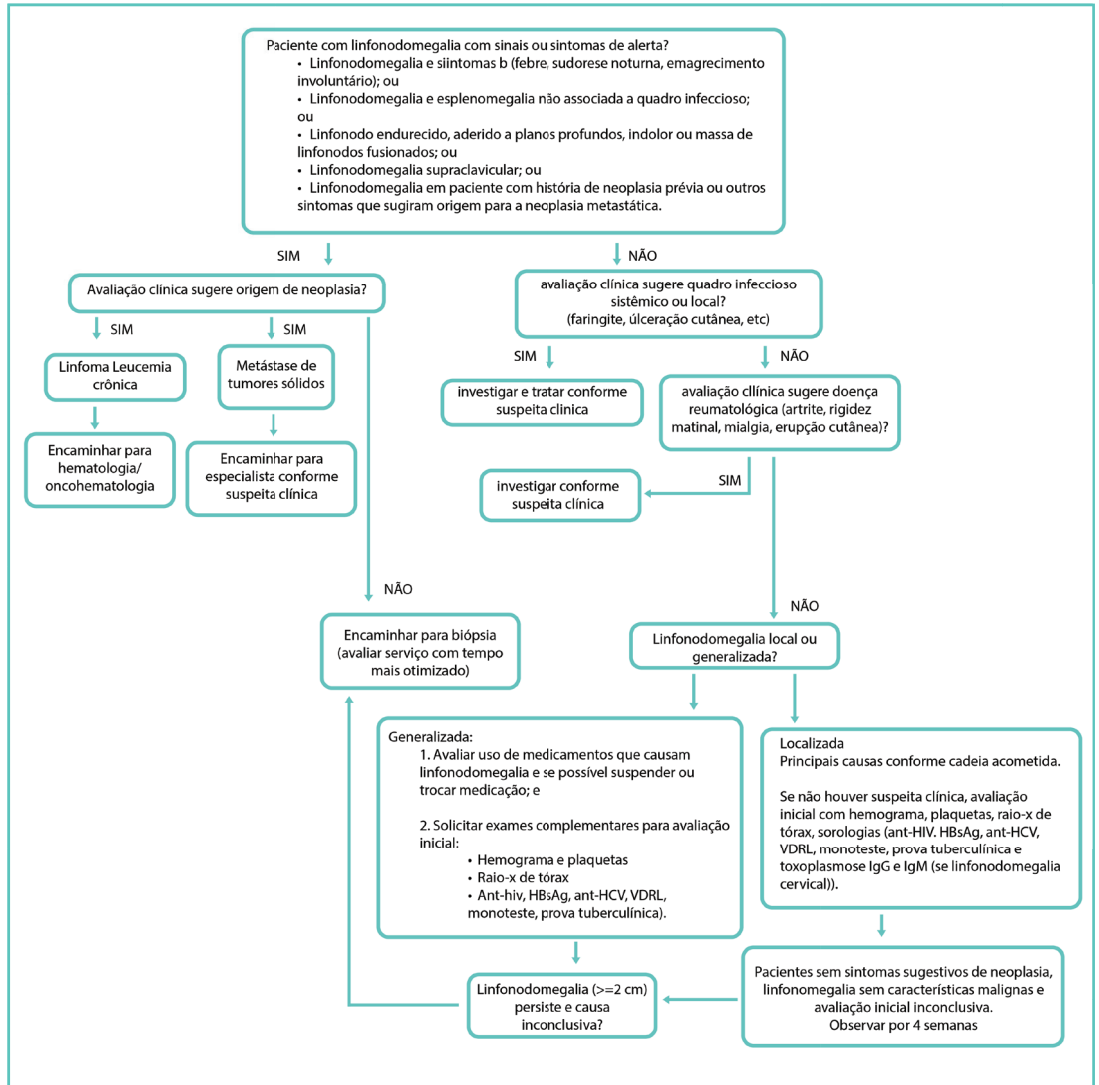 Paciente com linfonodomegalia com sinais ou sintomas de alerta?
• Linfonodomegalia e siintomas b (febre, sudorese noturna, emagrecimento
involuntário); ou
• Linfonodomegalia e esplenomegalia não associada a quadro infeccioso;
ou
• Linfonodo endurecido, aderido a planos profundos, indolor ou massa de
linfonodos fusionados; ou
• Linfonodomegalia supraclavicular; ou
• Linfonodomegalia em paciente com história de neoplasia prévia ou outros
sintomas que sugiram origem para a neoplasia metastática.
SIM
NÃO
Avaliação clínica sugere origem de neoplasia?
avaliação clínica sugere quadro infeccioso
sistêmico ou local?
(faringite, úlceração cutânea, etc)
SIM
SIM
SIM
NÃO
Linfoma Leucemia
crônica
Metástase de
tumores sólidos
investigar e tratar conforme
suspeita clinica
avaliação cllínica sugere doença
reumatológica (artrite, rigidez
matinal, mialgia, erupção cutânea)?
Encaminhar para
hematologia/
oncohematologia
Encaminhar para
especialista conforme
suspeita clínica
SIM
investigar conforme
suspeita clínica
NÃO
NÃO
Encaminhar para biópsia
(avaliar serviço com tempo
mais otimizado)
Linfonodomegalia local ou
generalizada?
Generalizada:
1. Avaliar uso de medicamentos que causam
linfonodomegalia e se possível suspender ou
trocar medicação; e
2. Solicitar exames complementares para avaliação
inicial:
• Hemograma e plaquetas
• Raio-x de tórax
• Ant-hiv, HBsAg, ant-HCV, VDRL,
monoteste, prova tuberculínica).
Localizada
Principais causas conforme cadeia acometida.
Se não houver suspeita clínica, avaliação
inicial com hemograma, plaquetas, raio-x de
tórax, sorologias (ant-HIV. HBsAg, ant-HCV,
VDRL, monoteste, prova tuberculínica e
toxoplasmose IgG e IgM (se linfonodomegalia
cervical)).
Linfonodomegalia (>=2 cm)
persiste e causa
inconclusiva?
Pacientes sem sintomas sugestivos de neoplasia,
linfonomegalia sem características malignas e
avaliação inicial inconclusiva.
Observar por 4 semanas